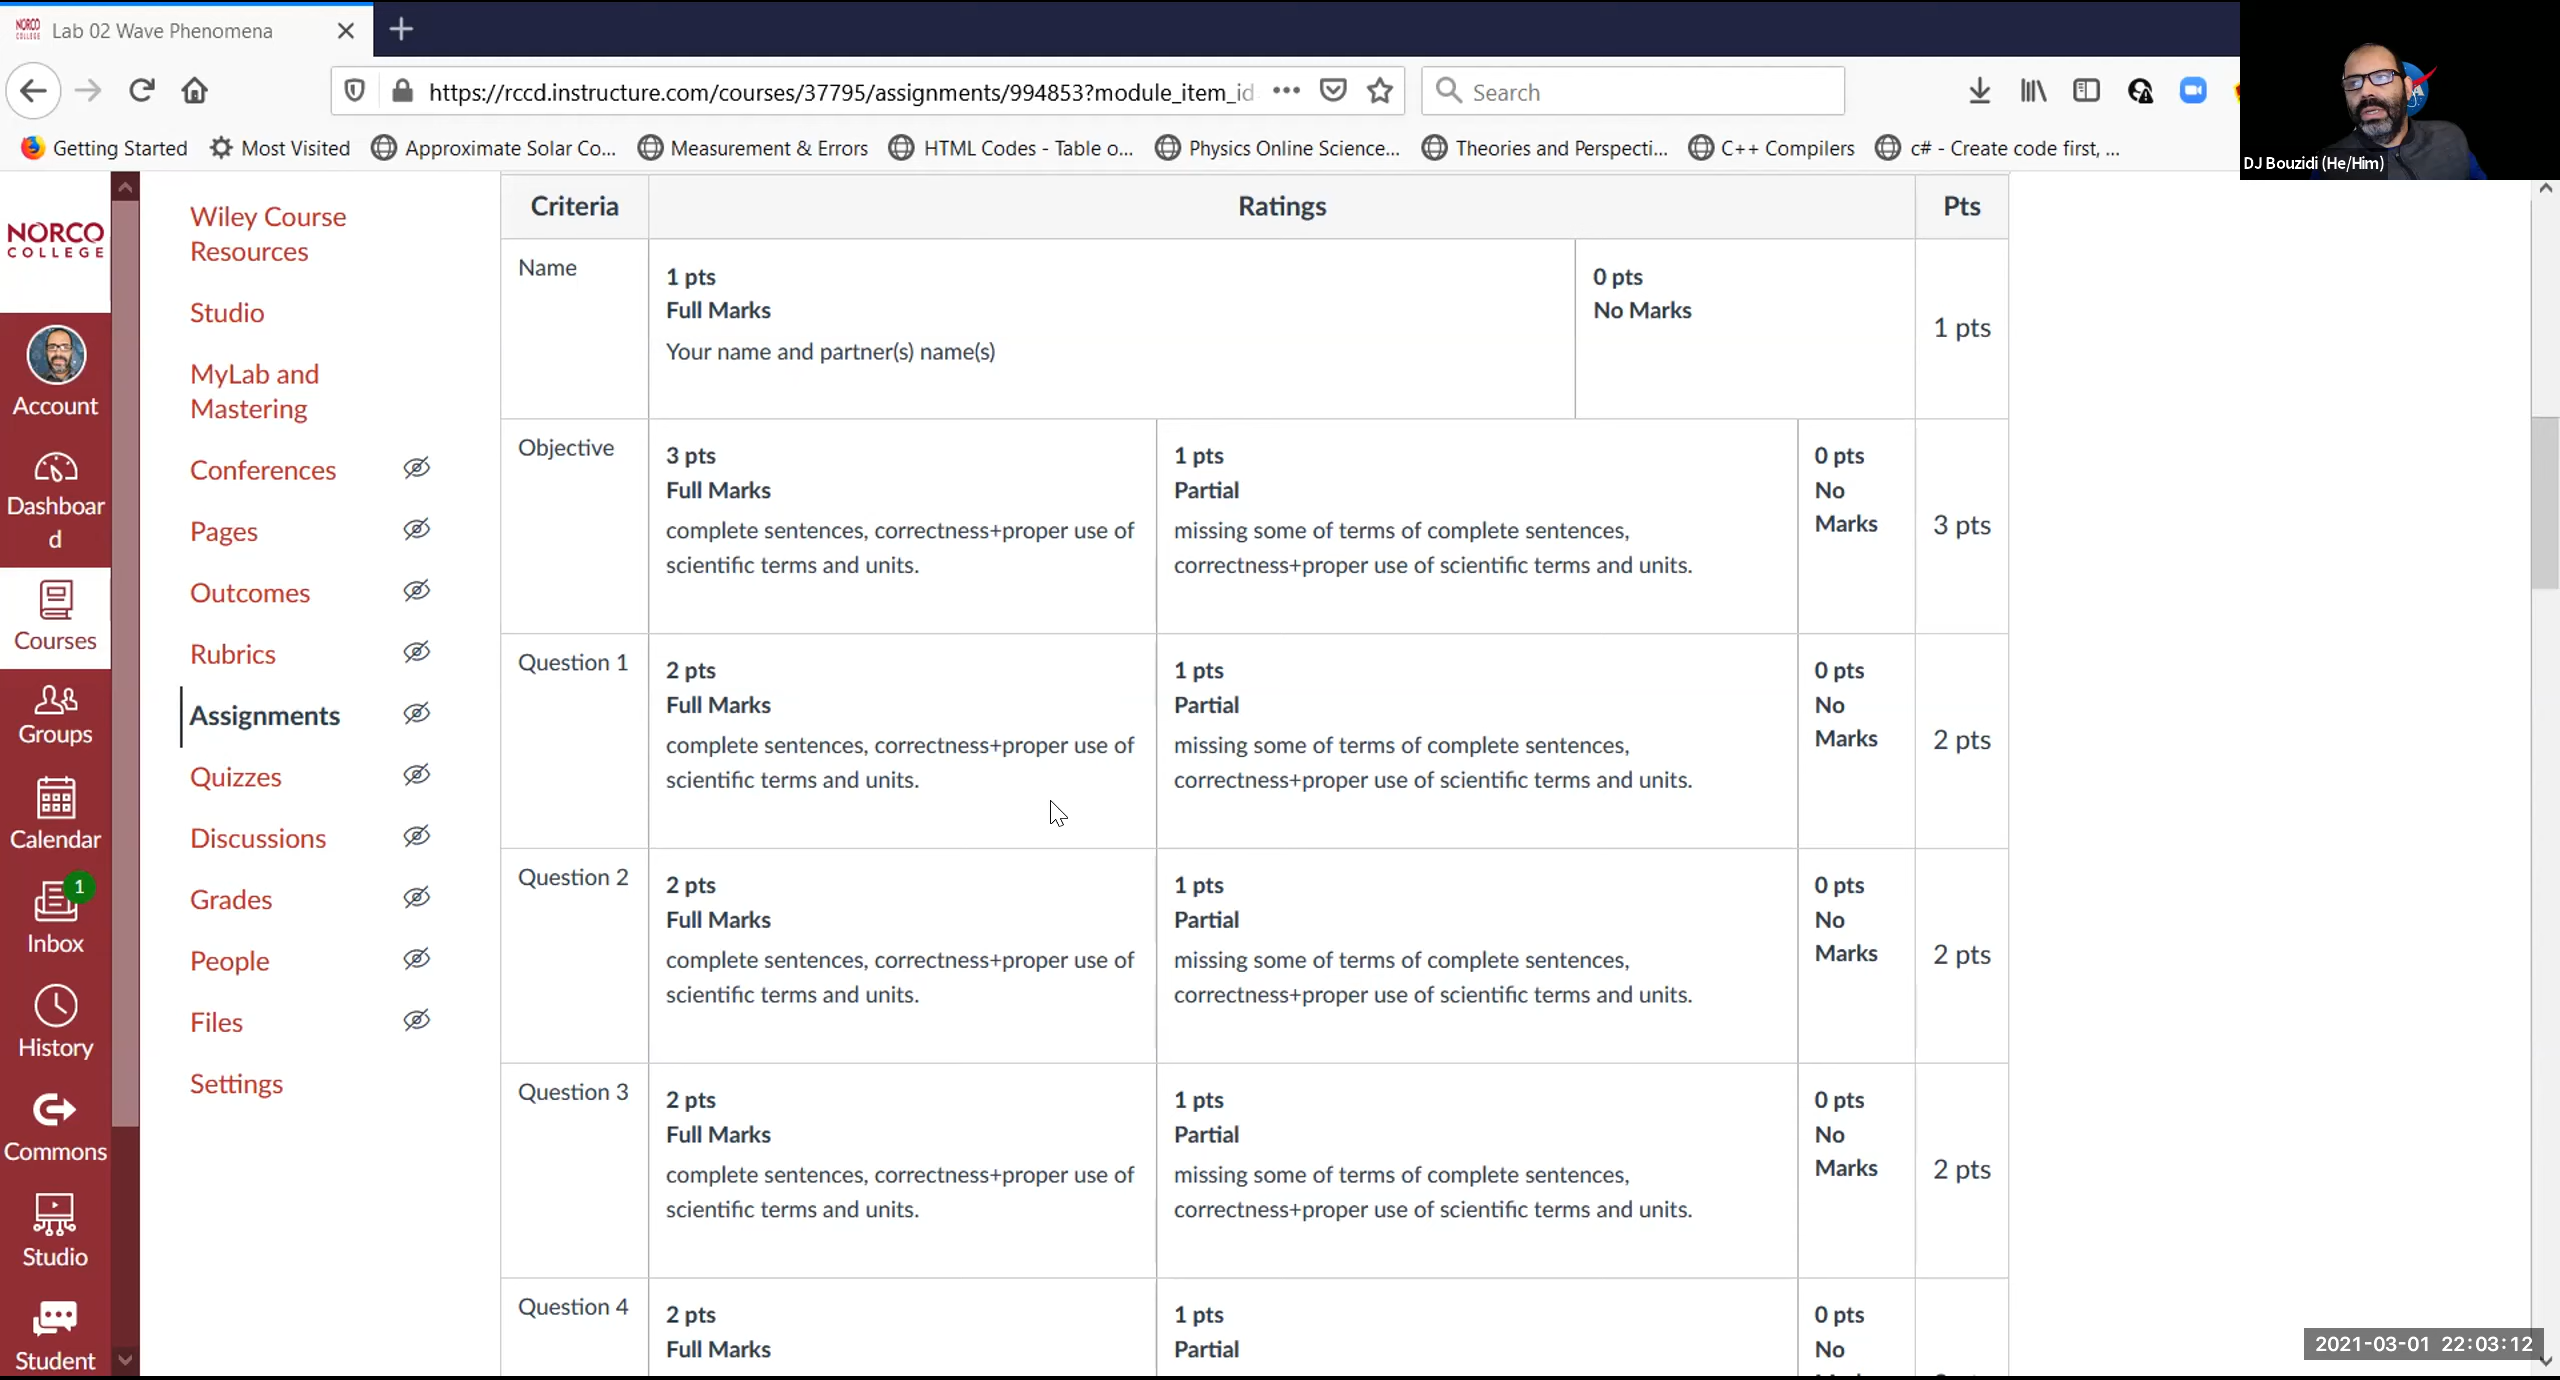 Lab 02 Wave Phenomena
https://rccd.instructure.com/courses/37795/assignments/994853?module_item_id
Search
Getting Started
Most Visited
Approximate Solar Co...
Measurement & Errors
HTML Codes - Table o...
Physics Online Science...
Theories and Perspecti...
C++ Compilers
c# - Create code first, ...
DJ Bouzidi (He/Him)
NORCO
COLLEGE
Account
Dashboar
d
Courses
Groups
Calendar
1
Inbox
History
Commons
Studio
Student
Wiley Course
Resources
Studio
MyLab and
Mastering
Conferences
Pages
Outcomes
Rubrics
Assignments
Quizzes
Discussions
Grades
People
Files
Settings
Criteria
Ratings
Pts
Name
1 pts
Full Marks
Your name and partner(s) name(s)
0 pts
No Marks
1 pts
Objective
3 pts
Full Marks
complete sentences, correctness+proper use of
scientific terms and units.
1 pts
Partial
missing some of terms of complete sentences,
correctness+proper use of scientific terms and units.
0 pts
No
Marks
3 pts
Question 1
2 pts
Full Marks
complete sentences, correctness+proper use of
scientific terms and units.
1 pts
Partial
missing some of terms of complete sentences,
correctness+proper use of scientific terms and units.
0 pts
No
Marks
2 pts
Question 2
2 pts
Full Marks
complete sentences, correctness+proper use of
scientific terms and units.
1 pts
Partial
missing some of terms of complete sentences,
correctness+proper use of scientific terms and units.
0 pts
No
Marks
2 pts
Question 3
2 pts
Full Marks
complete sentences, correctness+proper use of
scientific terms and units.
1 pts
Partial
missing some of terms of complete sentences,
correctness+proper use of scientific terms and units.
0 pts
No
Marks
2 pts
Question 4
2 pts
Full Marks
1 pts
Partial
0 pts
No
2021-03-01 22:03:12